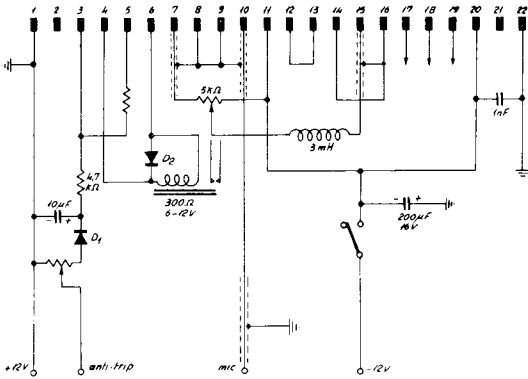 1 2 3 4 5 6 7 8 9 10 11 12 13 14 15 16 17 18 19 20 21 22
5kΩ
1nF
3mH
D2
4,7
kΩ
300Ω
6-12V
10μF
- +
- +
200μF
16V
D1
+12V
anti-trip
mic
-12V